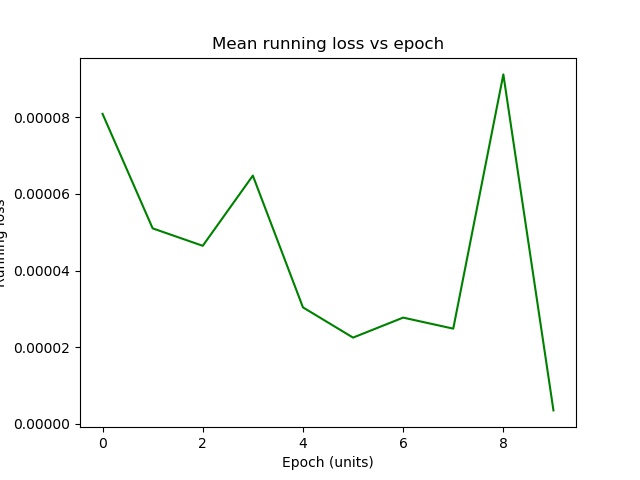 Mean running loss vs epoch
0.00008
0.00006
0.00004
0.00002
0.00000
Running loss
0 2 4 6 8
Epoch (units)